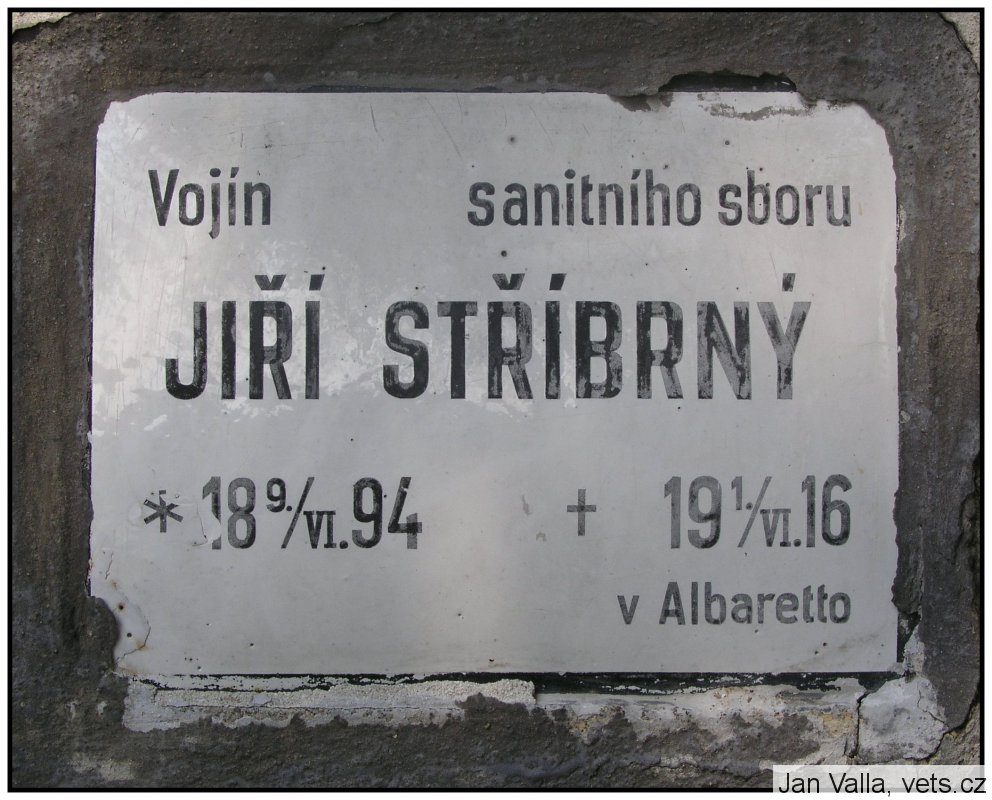 Vojín sanitního sboru
JIŘÍ STŘÍBRNÝ
* 18 9./VI. 94 + 19 1./VI. 16
v Albaretto
Jan Valla, vets.cz